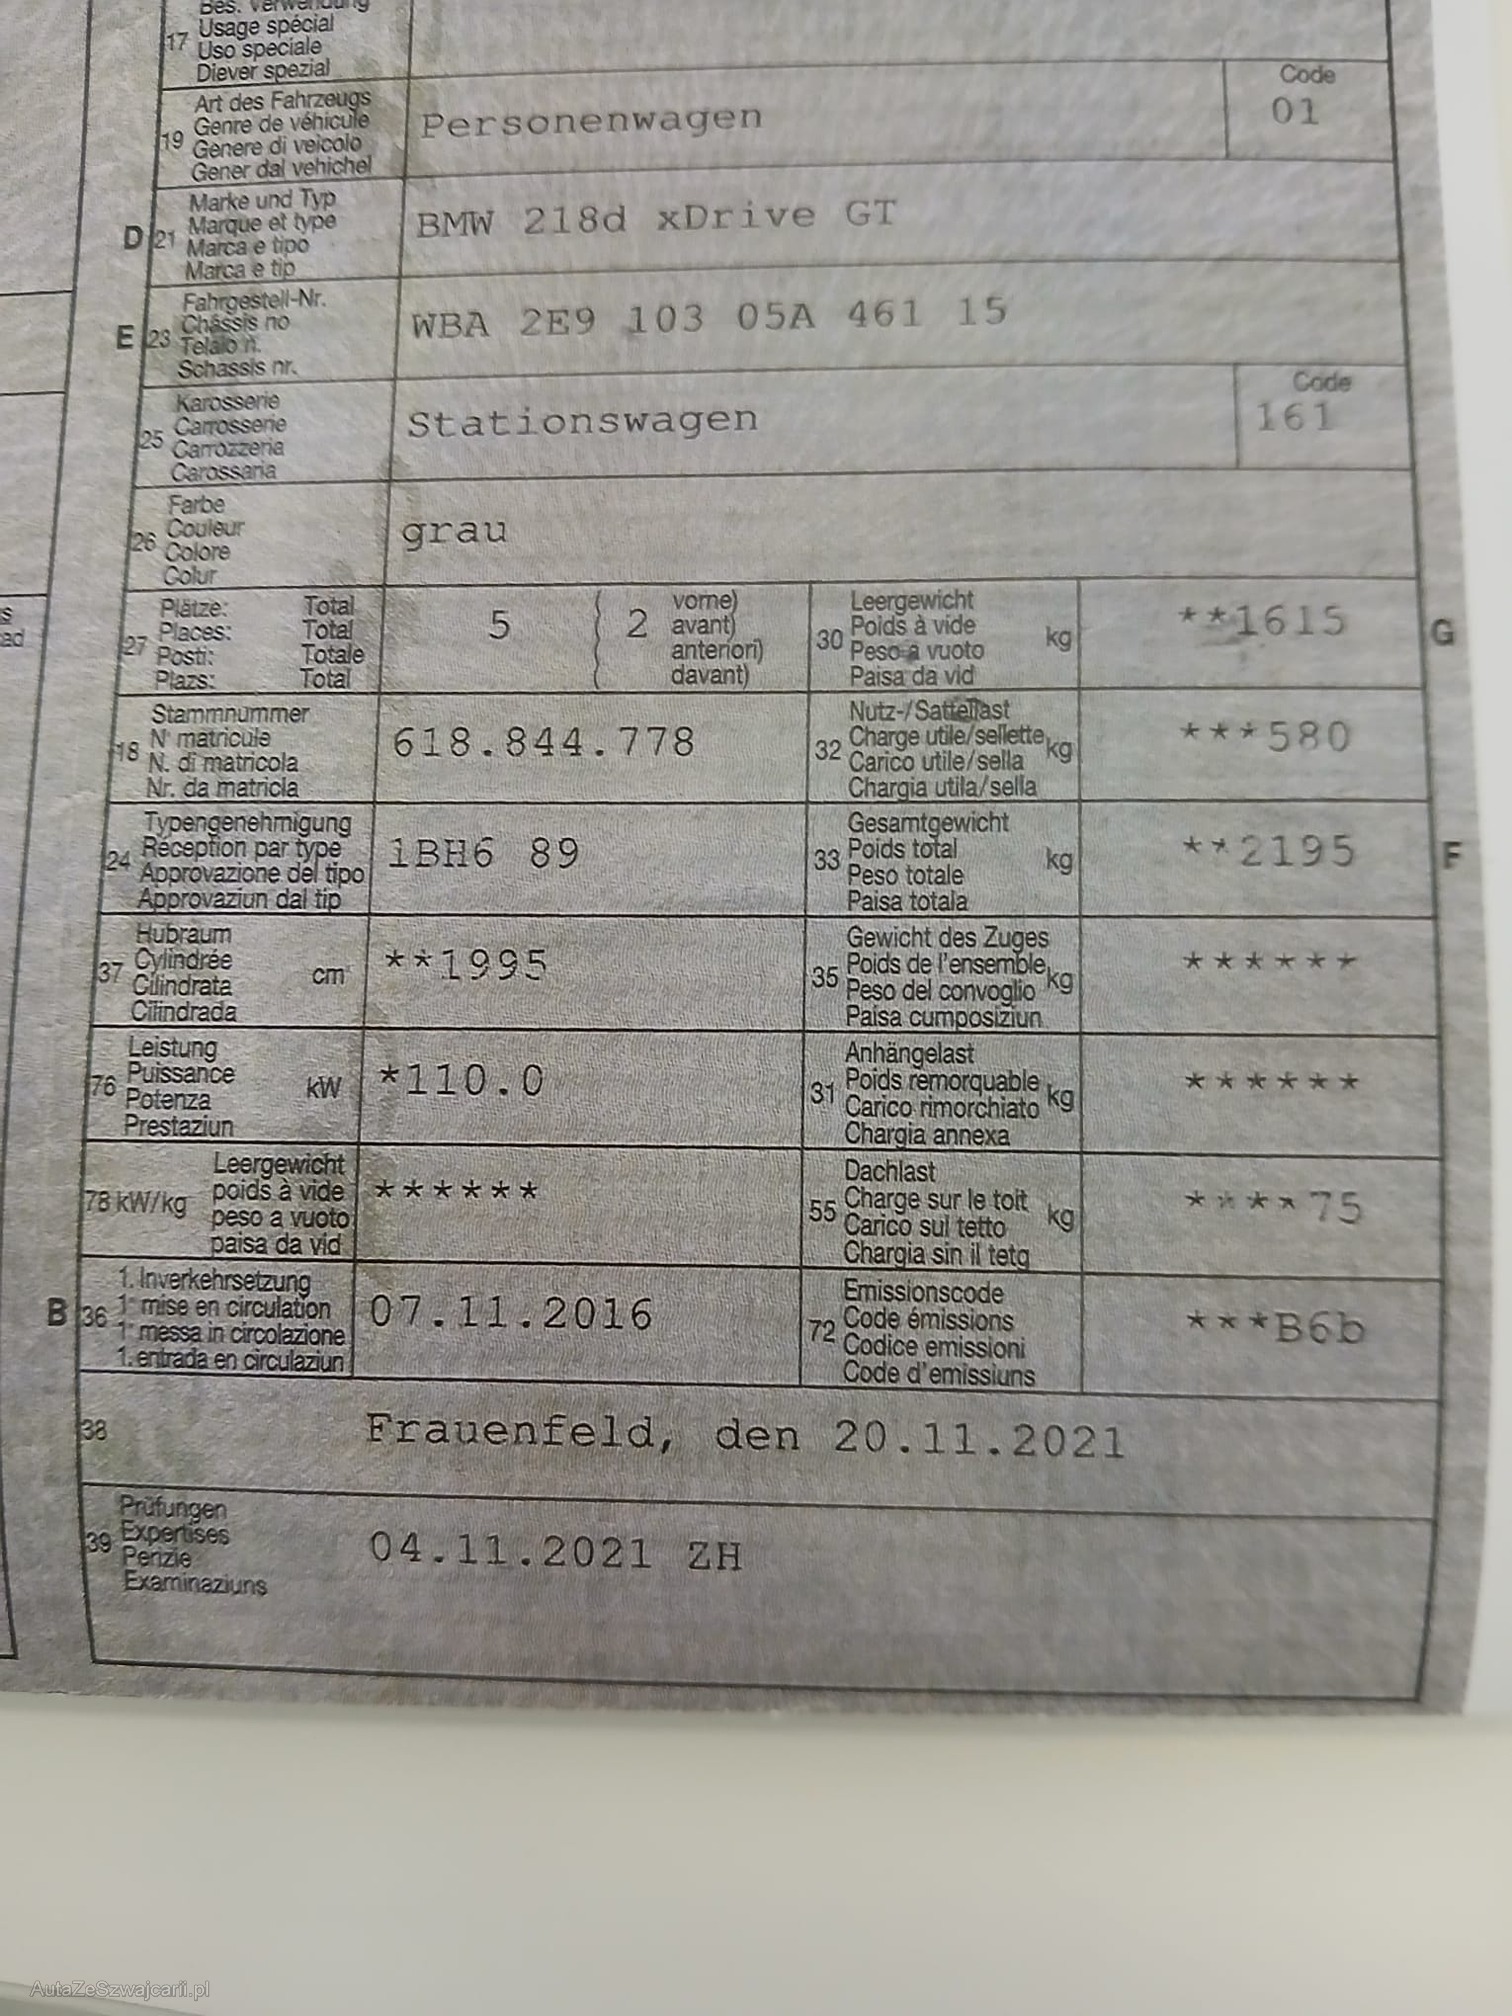 Bes. Verwendung
17 Usage spécial
Uso speciale
Diever spezial
Art des Fahrzeugs
19 Genre de véhicule
Genere di veicolo
Gener dal vehichel
Personenwagen
Code
01
Marke und Typ
D 21 Marque et type
Marca e tipo
Marca e tip
BMW 218d xDrive GT
Fahrgestell-Nr.
E 23 Châssis no
Telaio n.
Schassis nr.
WBA 2E9 103 05A 461 15
Karosserie
25 Carrosserie
Carrozzeria
Carossaria
Stationswagen
Code
161
Farbe
26 Couleur
Colore
Colur
grau
27 Plätze: Total
Places: Total
Posti: Totale
Plazs: Total
5 2 vorne)
avant)
anteriori)
davant)
30 Leergewicht
Poids à vide kg
Peso a vuoto
Paisa da vid
**1615 G
18 Stammnummer
N° matricule
N. di matricola
Nr. da matricla
618.844.778
32 Nutz-/Sattellast
Charge utile/sellette kg
Carico utile/sella
Chargia utila/sella
***580
24 Typengenehmigung
Réception par type
Approvazione del tipo
Approvaziun dal tip
1BH6 89
33 Gesamtgewicht
Poids total kg
Peso totale
Paisa totala
**2195 F
37 Hubraum
Cylindrée cm³
Cilindrata
Cilindrada
**1995
35 Gewicht des Zuges
Poids de l'ensemble kg
Peso del convoglio
Paisa cumposiziun
******
76 Leistung
Puissance kW
Potenza
Prestaziun
*110.0
31 Anhängelast
Poids remorquable kg
Carico rimorchiato
Chargia annexa
******
78 kW/kg Leergewicht
poids à vide
peso a vuoto
paisa da vid
******
55 Dachlast
Charge sur le toit kg
Carico sul tetto
Chargia sin il tetg
****75
B 36 1. Inverkehrsetzung
1re mise en circulation
1a messa in circolazione
1. entrada en circulaziun
07.11.2016
72 Emissionscode
Code émissions
Codice emissioni
Code d'emissiuns
***B6b
38 Frauenfeld, den 20.11.2021
39 Prüfungen
Expertises
Perizie
Examinaziuns
04.11.2021 ZH
AutaZeSzwajcarii.pl